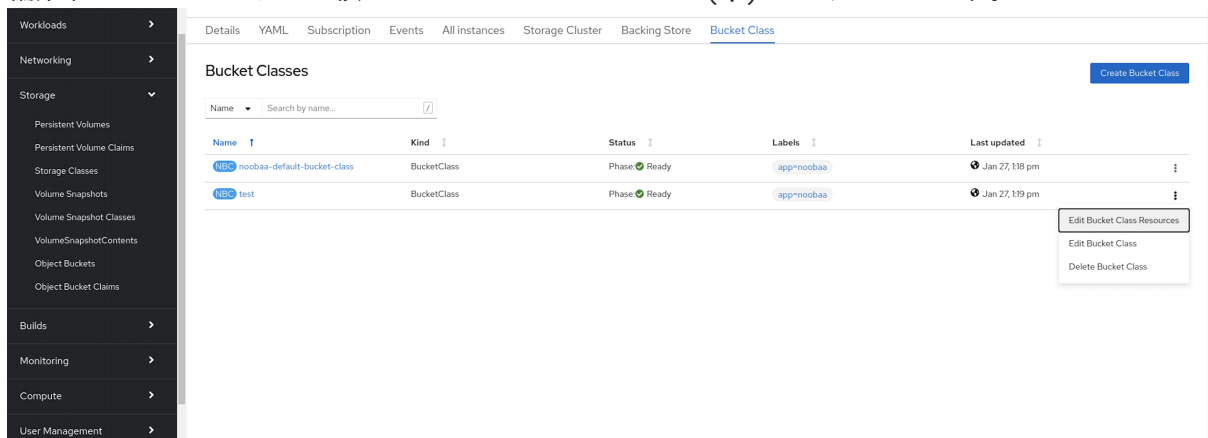 Workloads
Networking
Storage
Persistent Volumes
Persistent Volume Claims
Storage Classes
Volume Snapshots
Volume Snapshot Classes
VolumeSnapshotContents
Object Buckets
Object Bucket Claims
Builds
Monitoring
Compute
User Management
Details YAML Subscription Events All instances Storage Cluster Backing Store Bucket Class
Bucket Classes
Create Bucket Class
Name Search by name... /
Name Kind Status Labels Last updated
NBC noobaa-default-bucket-class BucketClass Phase: Ready app=noobaa Jan 27, 1:18 pm
NBC test BucketClass Phase: Ready app=noobaa Jan 27, 1:19 pm
Edit Bucket Class Resources
Edit Bucket Class
Delete Bucket Class